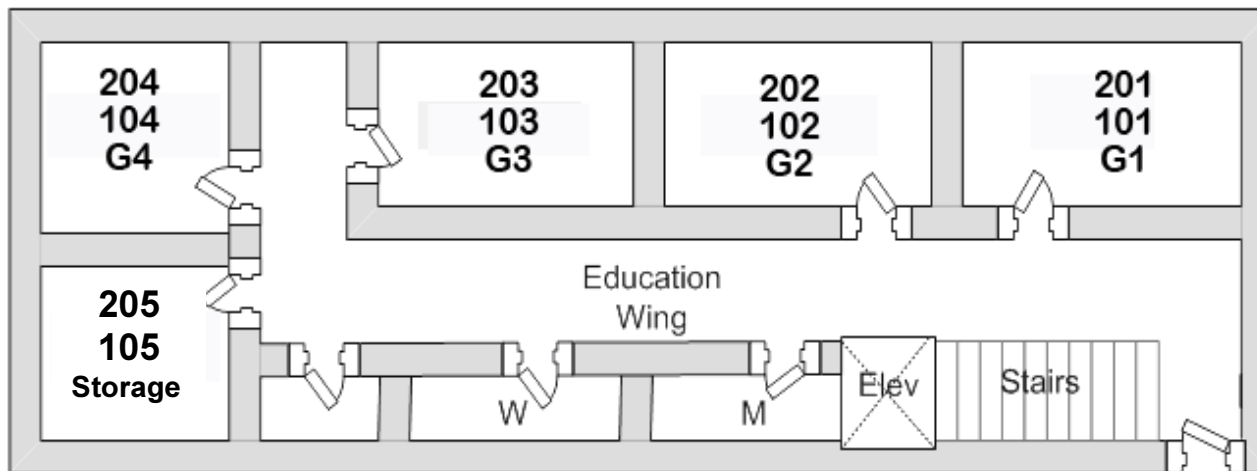 204
104
G4
203
103
G3
202
102
G2
201
101
G1
205
105
Storage
Education
Wing
W
M
Elev
Stairs